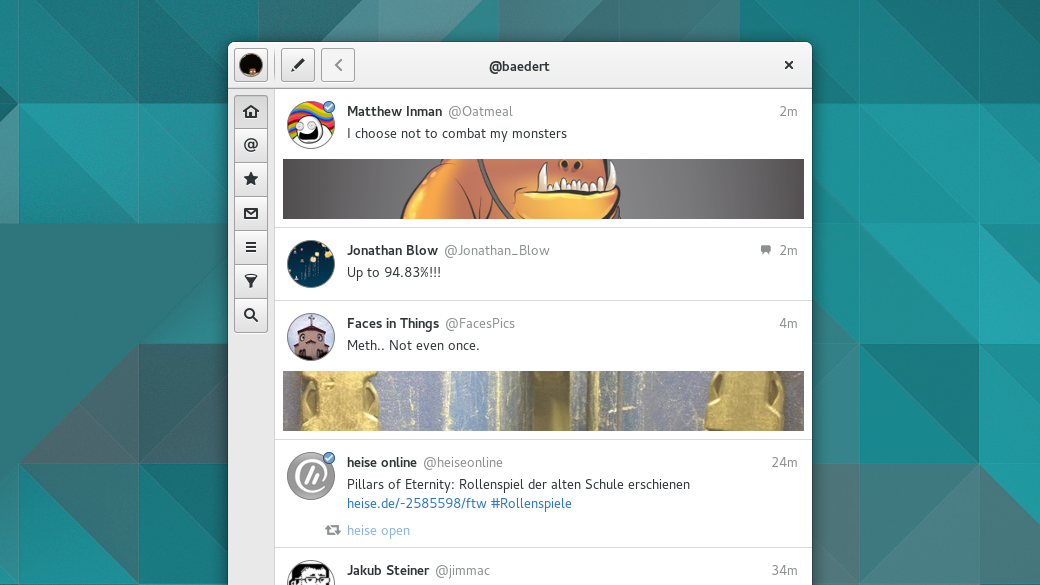 @baedert
Matthew Inman @Oatmeal 2m
I choose not to combat my monsters
Jonathan Blow @Jonathan_Blow 2m
Up to 94.83%!!!
Faces in Things @FacesPics 4m
Meth.. Not even once.
heise online @heiseonline 24m
Pillars of Eternity: Rollenspiel der alten Schule erschienen
heise.de/-2585598/ftw #Rollenspiele
heise open
Jakub Steiner @jimmac 34m